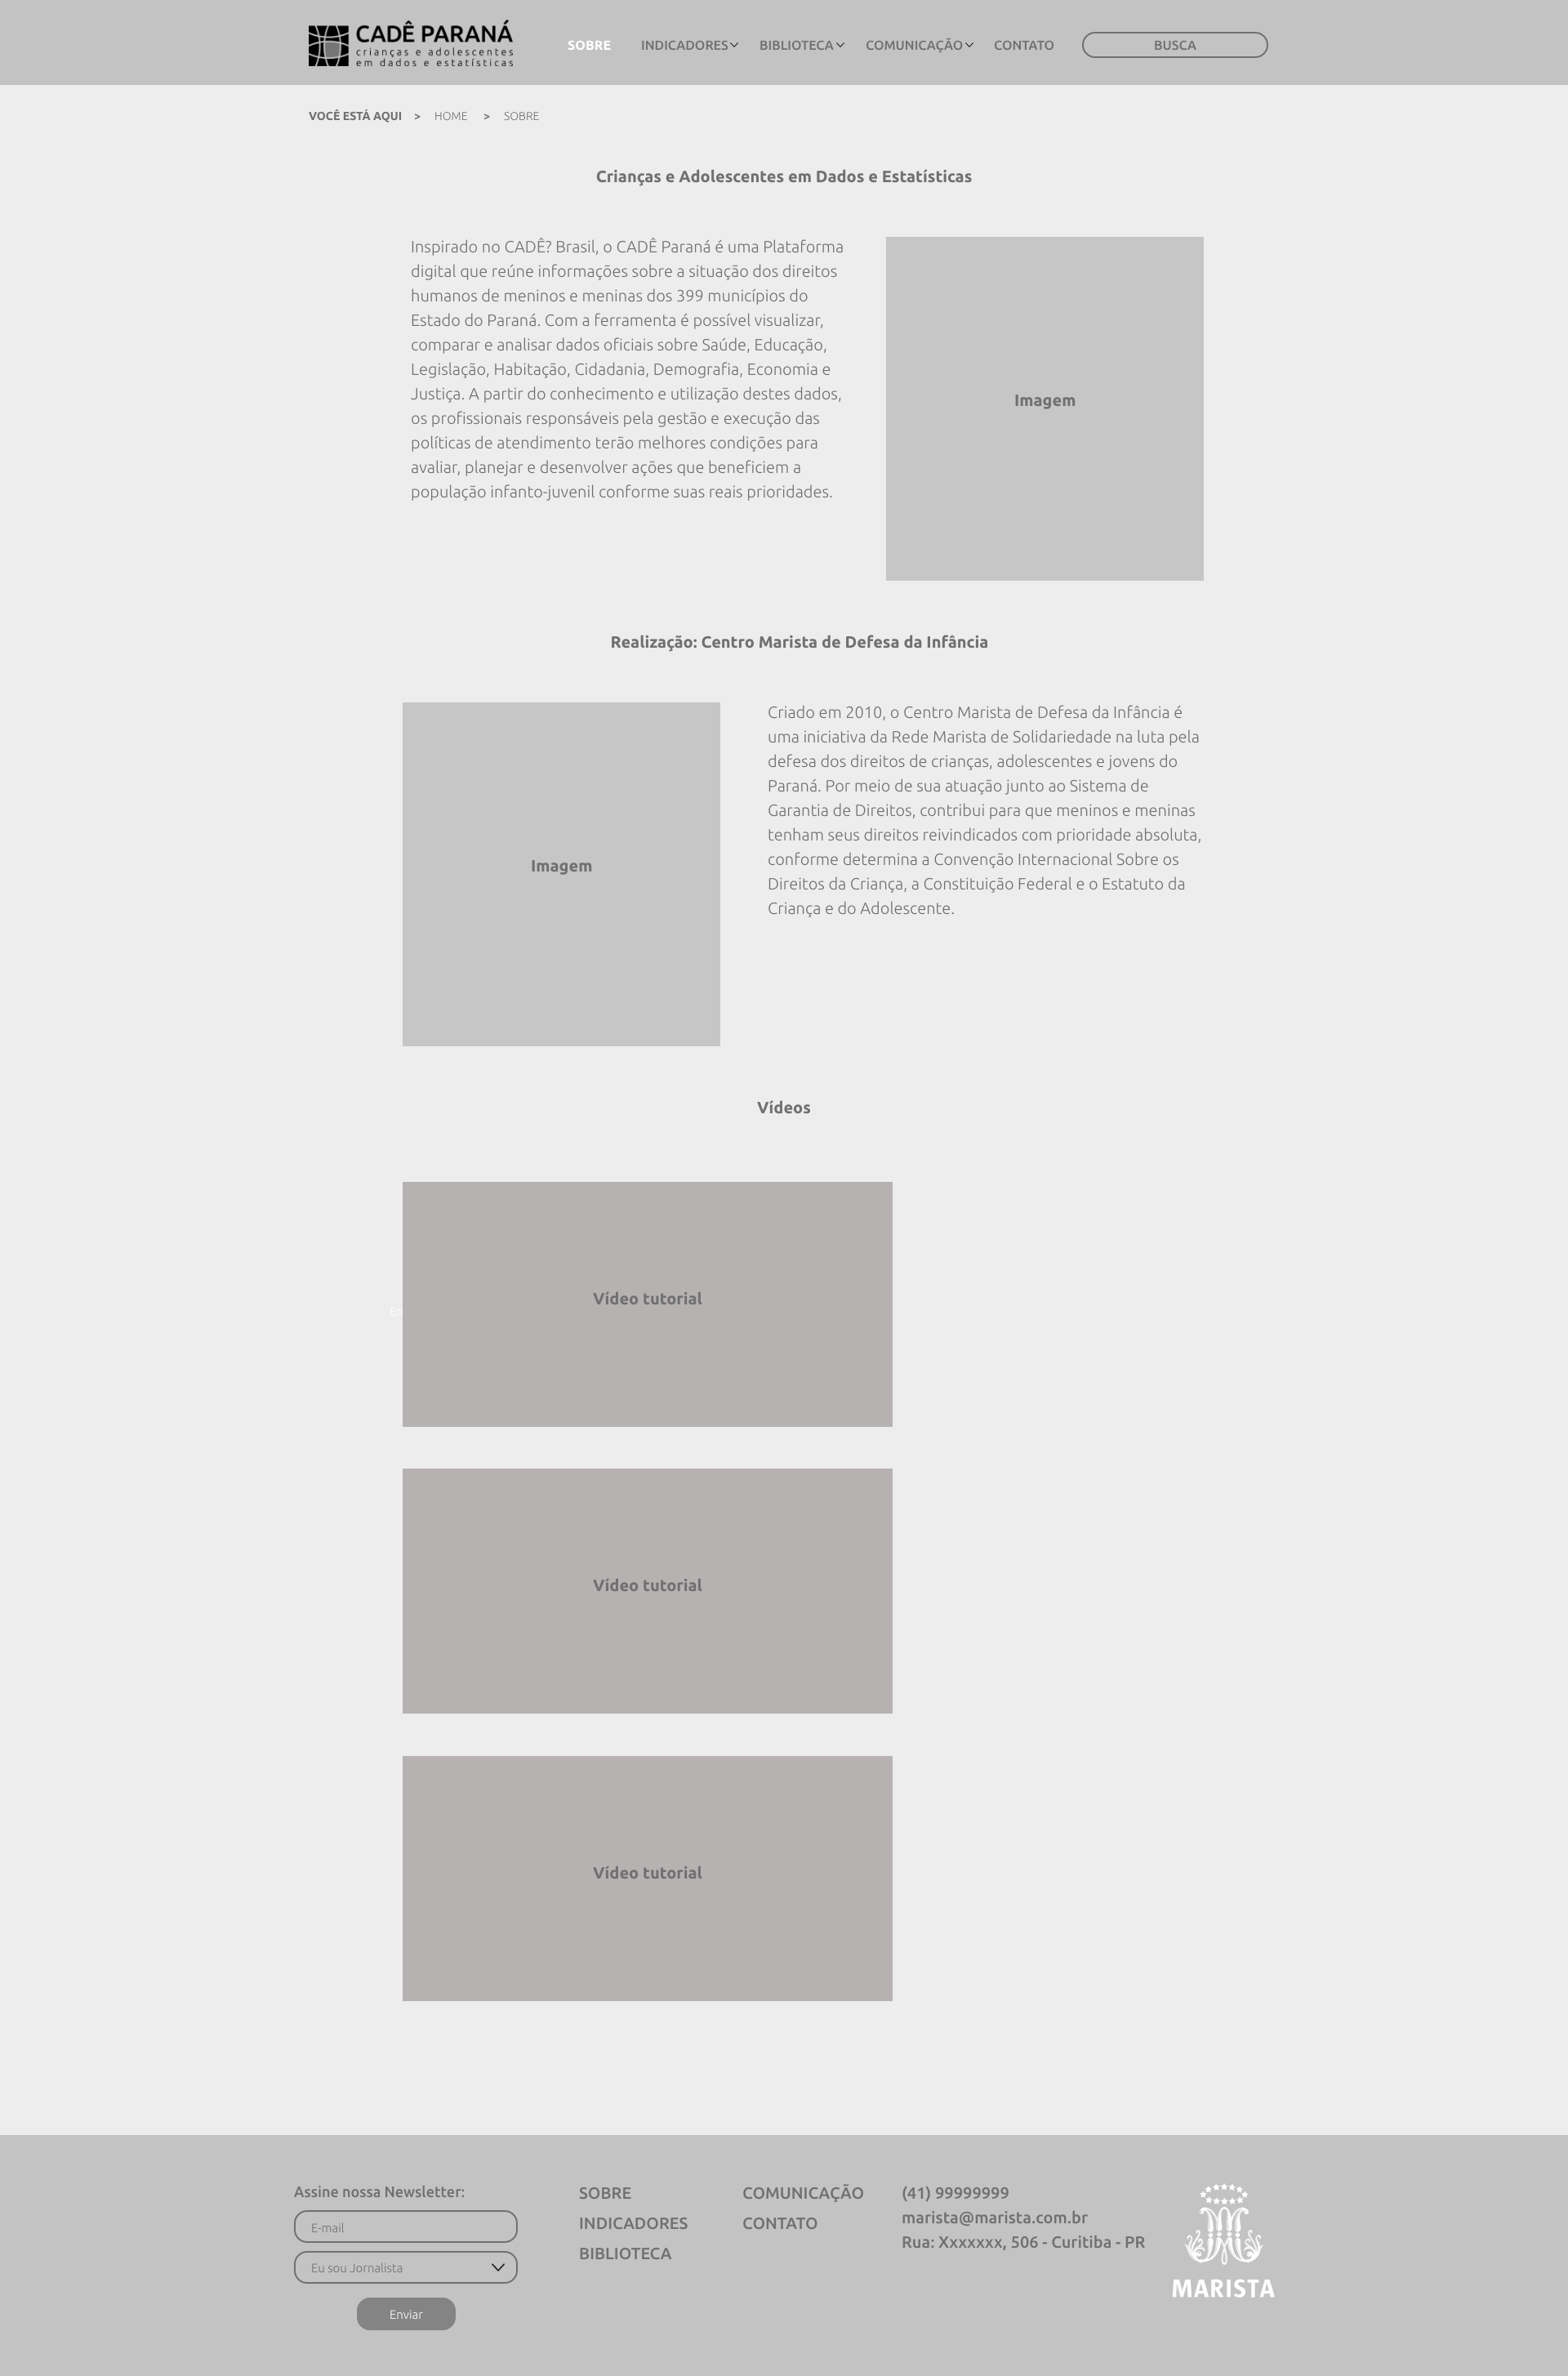 CADÊ PARANÁ
crianças e adolescentes
em dados e estatísticas
SOBRE INDICADORES BIBLIOTECA COMUNICAÇÃO CONTATO BUSCA
VOCÊ ESTÁ AQUI > HOME > SOBRE
Crianças e Adolescentes em Dados e Estatísticas
Inspirado no CADÊ? Brasil, o CADÊ Paraná é uma Plataforma
digital que reúne informações sobre a situação dos direitos
humanos de meninos e meninas dos 399 municípios do
Estado do Paraná. Com a ferramenta é possível visualizar,
comparar e analisar dados oficiais sobre Saúde, Educação,
Legislação, Habitação, Cidadania, Demografia, Economia e
Justiça. A partir do conhecimento e utilização destes dados,
os profissionais responsáveis pela gestão e execução das
políticas de atendimento terão melhores condições para
avaliar, planejar e desenvolver ações que beneficiem a
população infanto-juvenil conforme suas reais prioridades.
Imagem
Realização: Centro Marista de Defesa da Infância
Imagem
Criado em 2010, o Centro Marista de Defesa da Infância é
uma iniciativa da Rede Marista de Solidariedade na luta pela
defesa dos direitos de crianças, adolescentes e jovens do
Paraná. Por meio de sua atuação junto ao Sistema de
Garantia de Direitos, contribui para que meninos e meninas
tenham seus direitos reivindicados com prioridade absoluta,
conforme determina a Convenção Internacional Sobre os
Direitos da Criança, a Constituição Federal e o Estatuto da
Criança e do Adolescente.
Vídeos
Vídeo tutorial
Vídeo tutorial
Vídeo tutorial
Assine nossa Newsletter:
E-mail
Eu sou Jornalista
Enviar
SOBRE
INDICADORES
BIBLIOTECA
COMUNICAÇÃO
CONTATO
(41) 99999999
marista@marista.com.br
Rua: Xxxxxxx, 506 - Curitiba - PR
MARISTA